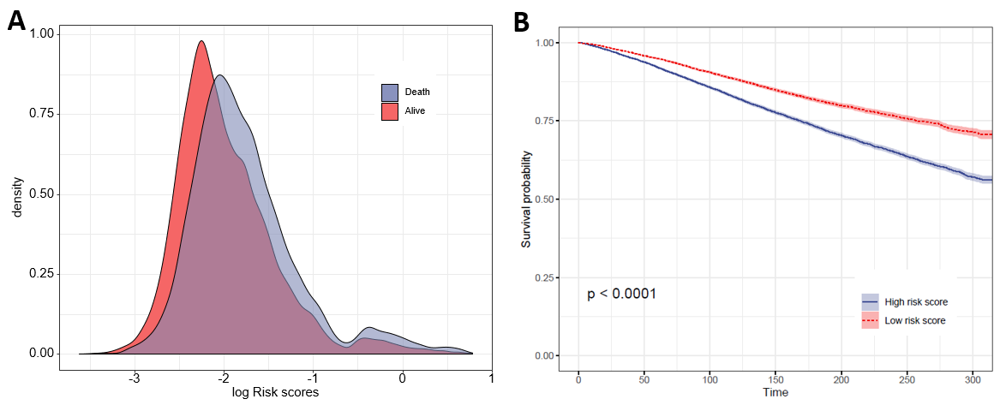 A
1.00
0.75
0.50
0.25
0.00
density
-3
-2
-1
0
1
log Risk scores
Death
Alive
B
1.00
0.75
0.50
0.25
0.00
Survival probability
p < 0.0001
High risk score
Low risk score
0
50
100
150
200
250
300
Time